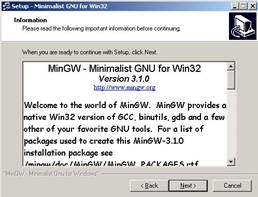 Setup - Minimalist GNU for Win32
Information
Please read the following important information before continuing.
When you are ready to continue with Setup, click Next.
MinGW - Minimalist GNU for Win32
Version 3.1.0
http://www.mingw.org
Welcome to the world of MinGW. MinGW provides a
native Win32 version of GCC, binutils, gdb and a few
other of your favorite GNU tools. For a list of
packages used to create this MinGW-3.1.0
installation package see
/mingw/doc/MinGW/MinGW_PACKAGES.rtf
MinGW - Minimalist Gnu for Windows
< Back
Next >
Cancel